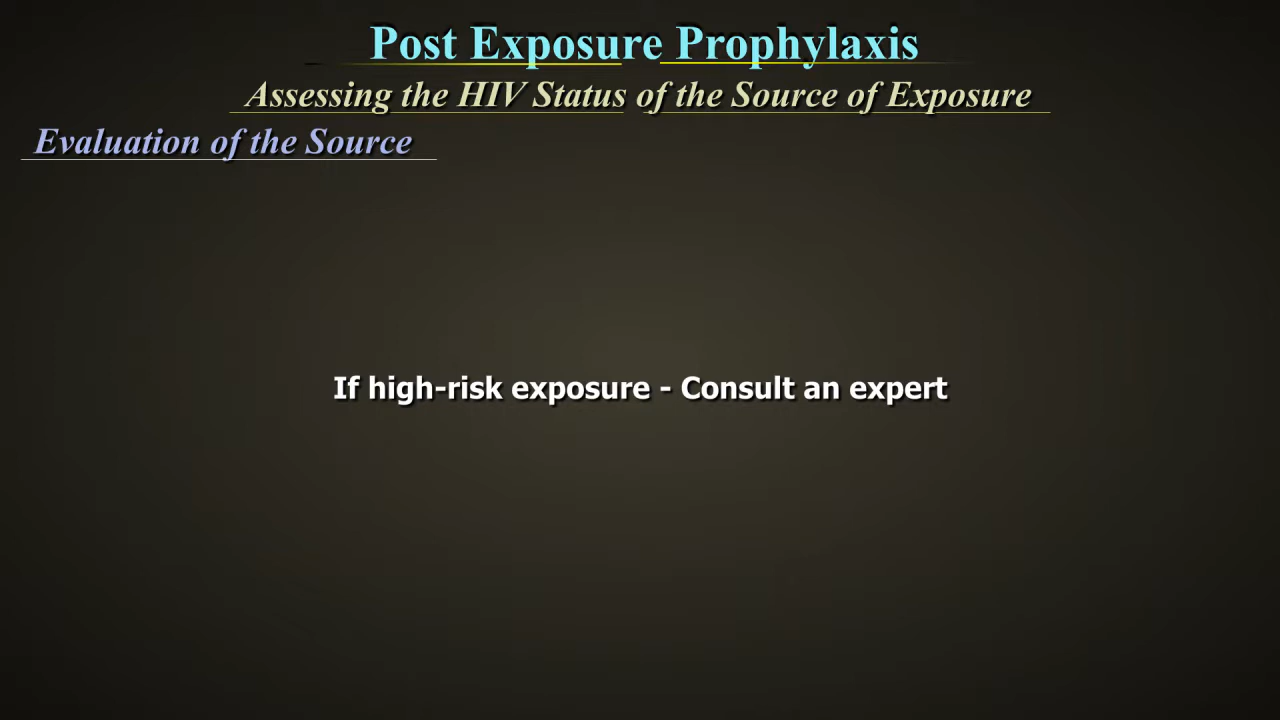 Post Exposure Prophylaxis
Assessing the HIV Status of the Source of Exposure
Evaluation of the Source
If high-risk exposure - Consult an expert